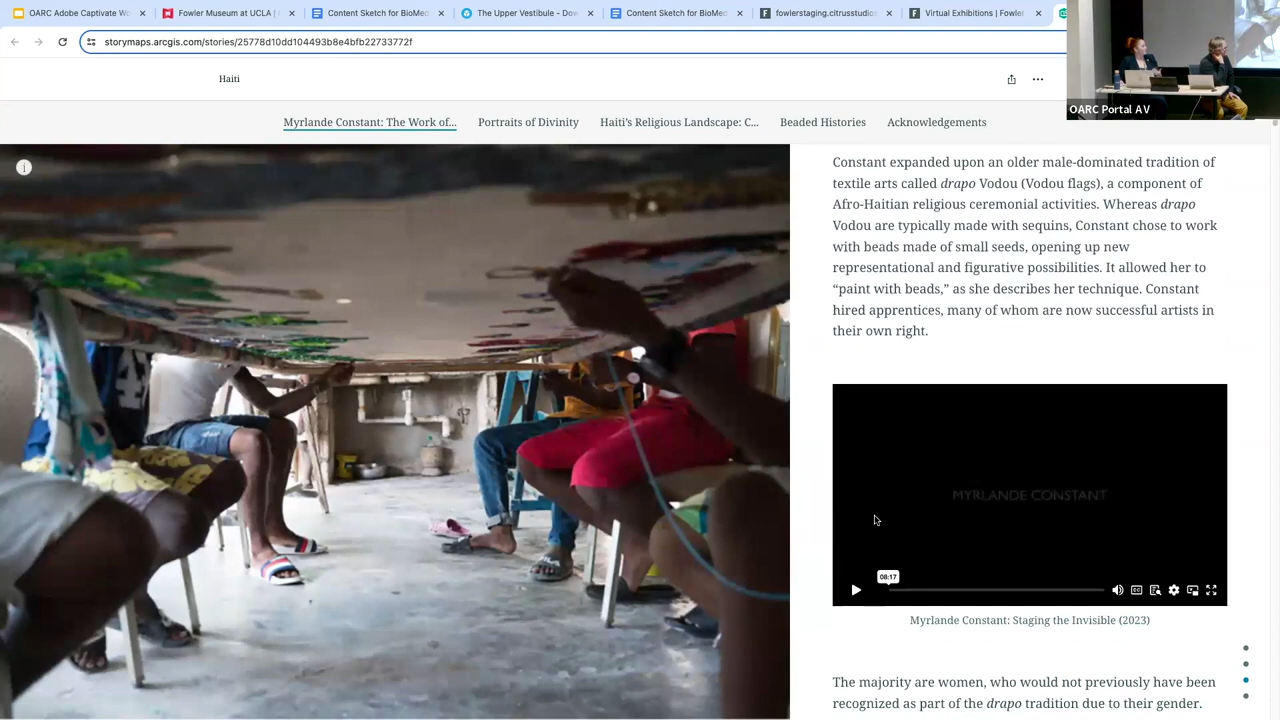 OARC Adobe Captivate Wo
Fowler Museum at UCLA |
Content Sketch for BioMed
The Upper Vestibule - Dow
Content Sketch for BioMed
fowlerstaging.citrusstudios
Virtual Exhibitions | Fowler
storymaps.arcgis.com/stories/25778d10dd104493b8e4bfb22733772f
OARC Portal AV
Haiti
Myrlande Constant: The Work of...
Portraits of Divinity
Haiti's Religious Landscape: C...
Beaded Histories
Acknowledgements
Constant expanded upon an older male-dominated tradition of
textile arts called drapo Vodou (Vodou flags), a component of
Afro-Haitian religious ceremonial activities. Whereas drapo
Vodou are typically made with sequins, Constant chose to work
with beads made of small seeds, opening up new
representational and figurative possibilities. It allowed her to
“paint with beads,” as she describes her technique. Constant
hired apprentices, many of whom are now successful artists in
their own right.
MYRLANDE CONSTANT
08:17
Myrlande Constant: Staging the Invisible (2023)
The majority are women, who would not previously have been
recognized as part of the drapo tradition due to their gender.